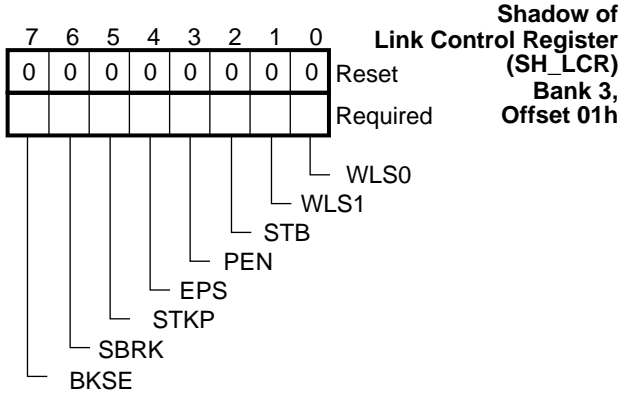 Shadow of
Link Control Register
(SH_LCR)
Bank 3,
Offset 01h
7 6 5 4 3 2 1 0
0 0 0 0 0 0 0 0 Reset
Required
WLS0
WLS1
STB
PEN
EPS
STKP
SBRK
BKSE